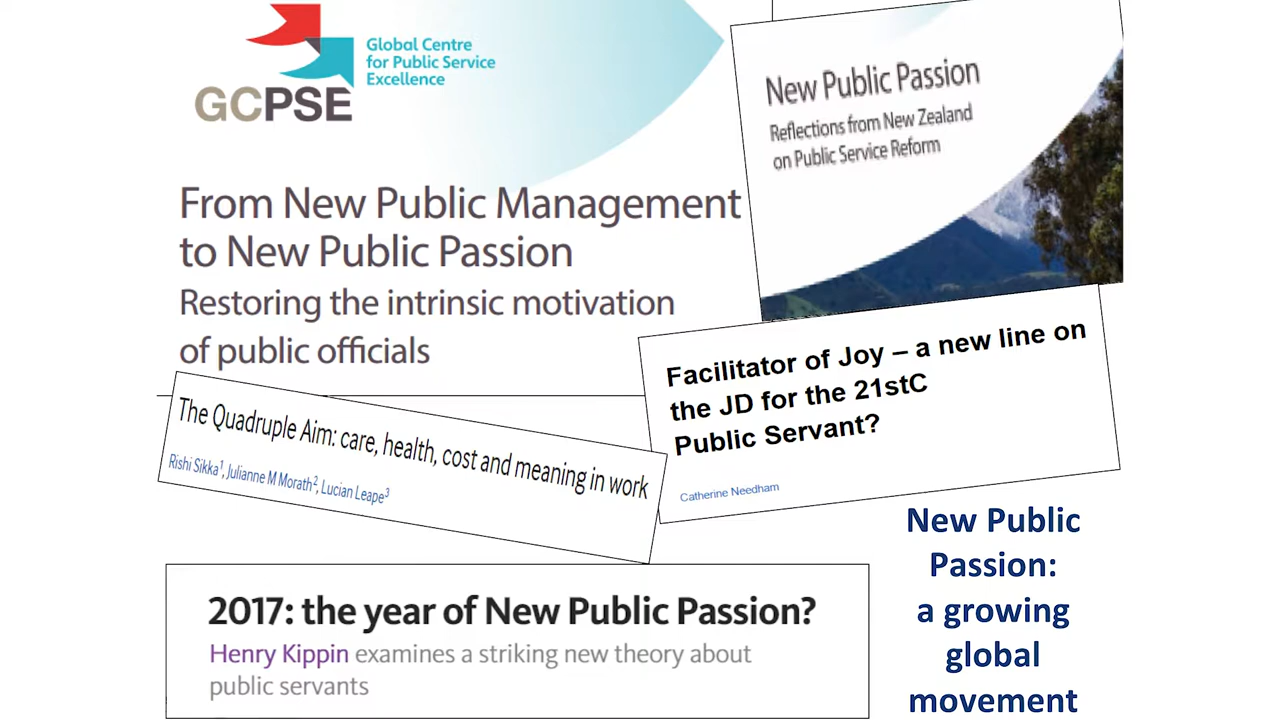 GCPSE
Global Centre
for Public Service
Excellence
From New Public Management
to New Public Passion
Restoring the intrinsic motivation
of public officials
New Public Passion
Reflections from New Zealand
on Public Service Reform
Facilitator of Joy – a new line on
the JD for the 21stC
Public Servant?
Catherine Needham
The Quadruple Aim: care, health, cost and meaning in work
Rishi Sikka1, Julianne M Morath2, Lucian Leape3
2017: the year of New Public Passion?
Henry Kippin examines a striking new theory about
public servants
New Public
Passion:
a growing
global
movement